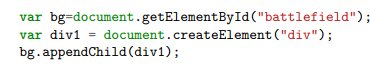 var bg=document.getElementById("battlefield");
var div1 = document.createElement("div");
bg.appendChild(div1);